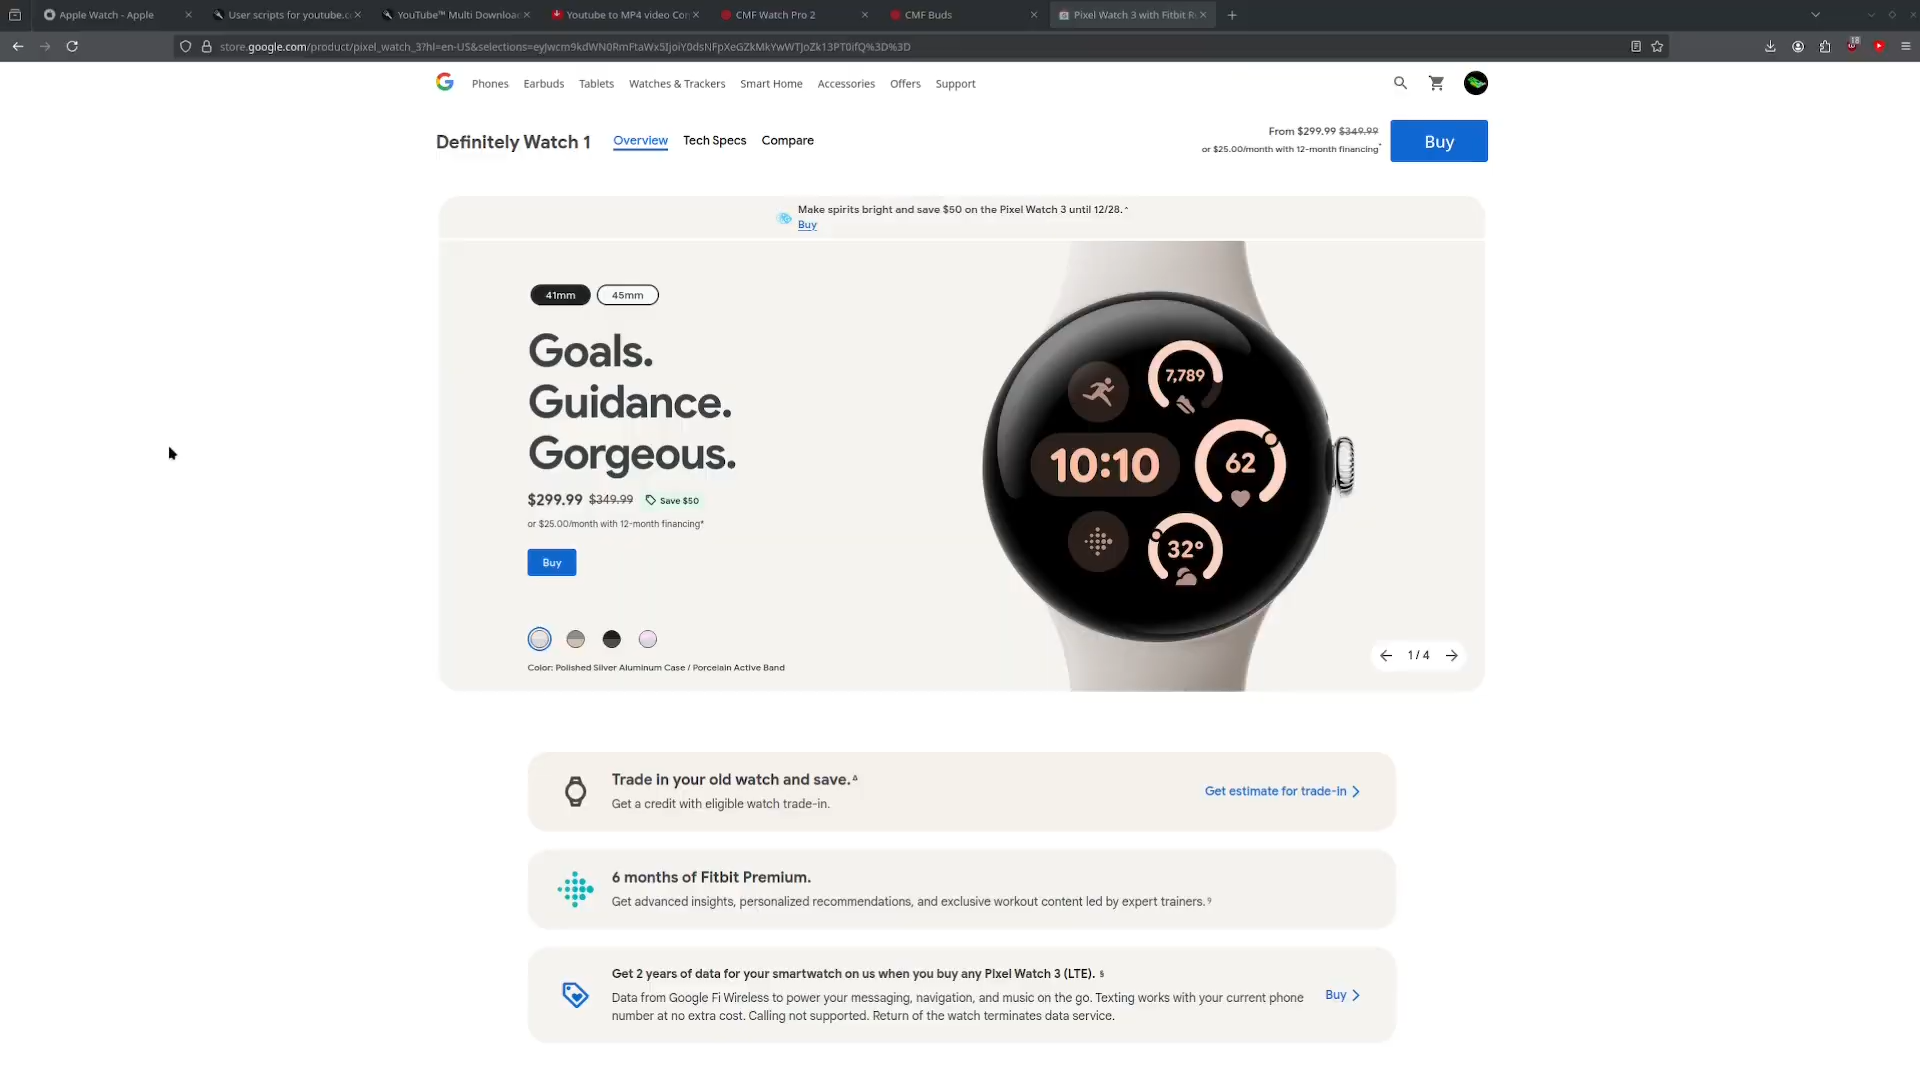 Apple Watch - Apple
User scripts for youtube.c
YouTube™ Multi Downloa
Youtube to MP4 video Con
CMF Watch Pro 2
CMF Buds
Pixel Watch 3 with Fitbit R
store.google.com/product/pixel_watch_3?hl=en-US&selections=
18
Phones
Earbuds
Tablets
Watches & Trackers
Smart Home
Accessories
Offers
Support
Definitely Watch 1
Overview
Tech Specs
Compare
From $299.99 $349.99
or $25.00/month with 12-month financing*
Buy
Make spirits bright and save $50 on the Pixel Watch 3 until 12/28. ^
Buy
41mm
45mm
Goals.
Guidance.
Gorgeous.
$299.99 $349.99 Save $50
or $25.00/month with 12-month financing*
Buy
Color: Polished Silver Aluminum Case / Porcelain Active Band
7,789
10:10
62
32°
1 / 4
Trade in your old watch and save.
Get a credit with eligible watch trade-in.
Get estimate for trade-in
6 months of Fitbit Premium.
Get advanced insights, personalized recommendations, and exclusive workout content led by expert trainers.⁹
Get 2 years of data for your smartwatch on us when you buy any Pixel Watch 3 (LTE). §
Data from Google Fi Wireless to power your messaging, navigation, and music on the go. Texting works with your current phone
number at no extra cost. Calling not supported. Return of the watch terminates data service.
Buy